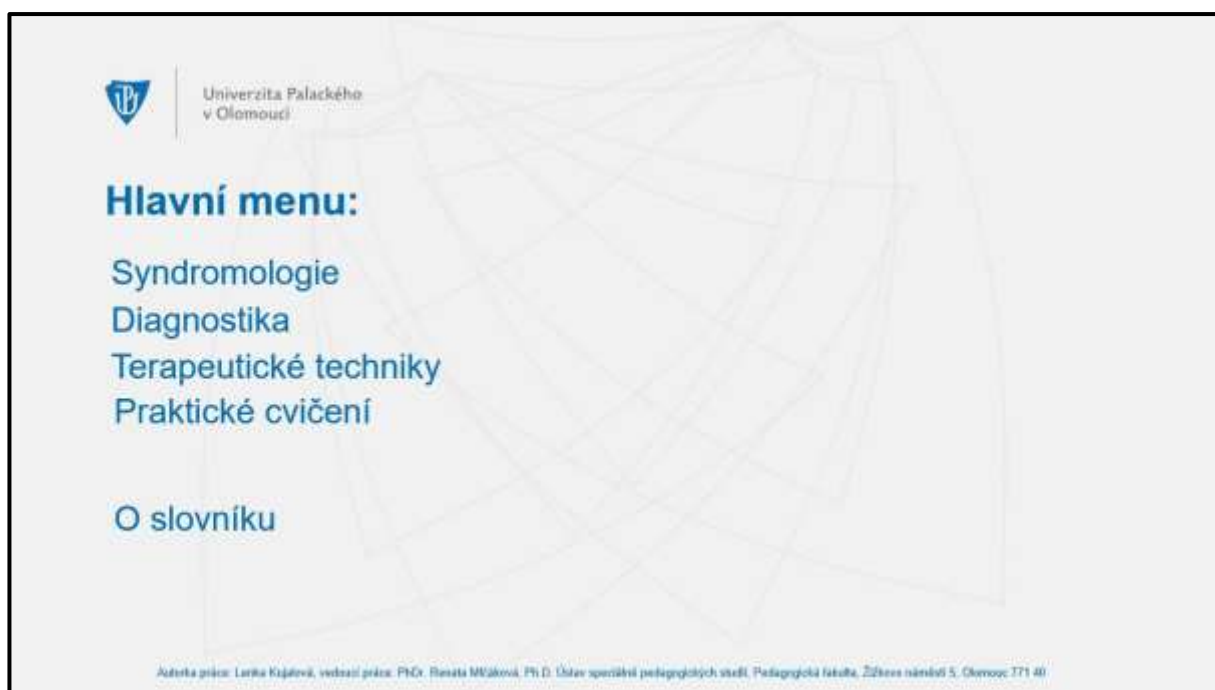 Univerzita Palackého
v Olomouci
Hlavní menu:
Syndromologie
Diagnostika
Terapeutické techniky
Praktické cvičení
O slovníku
Autorka práce: Lenka vedoucí práce: PhDr. Renata Mlčáková, Ph.D. Ústav speciálně pedagogických studií, Pedagogická fakulta, Žižkovo náměstí 5, Olomouc 771 40